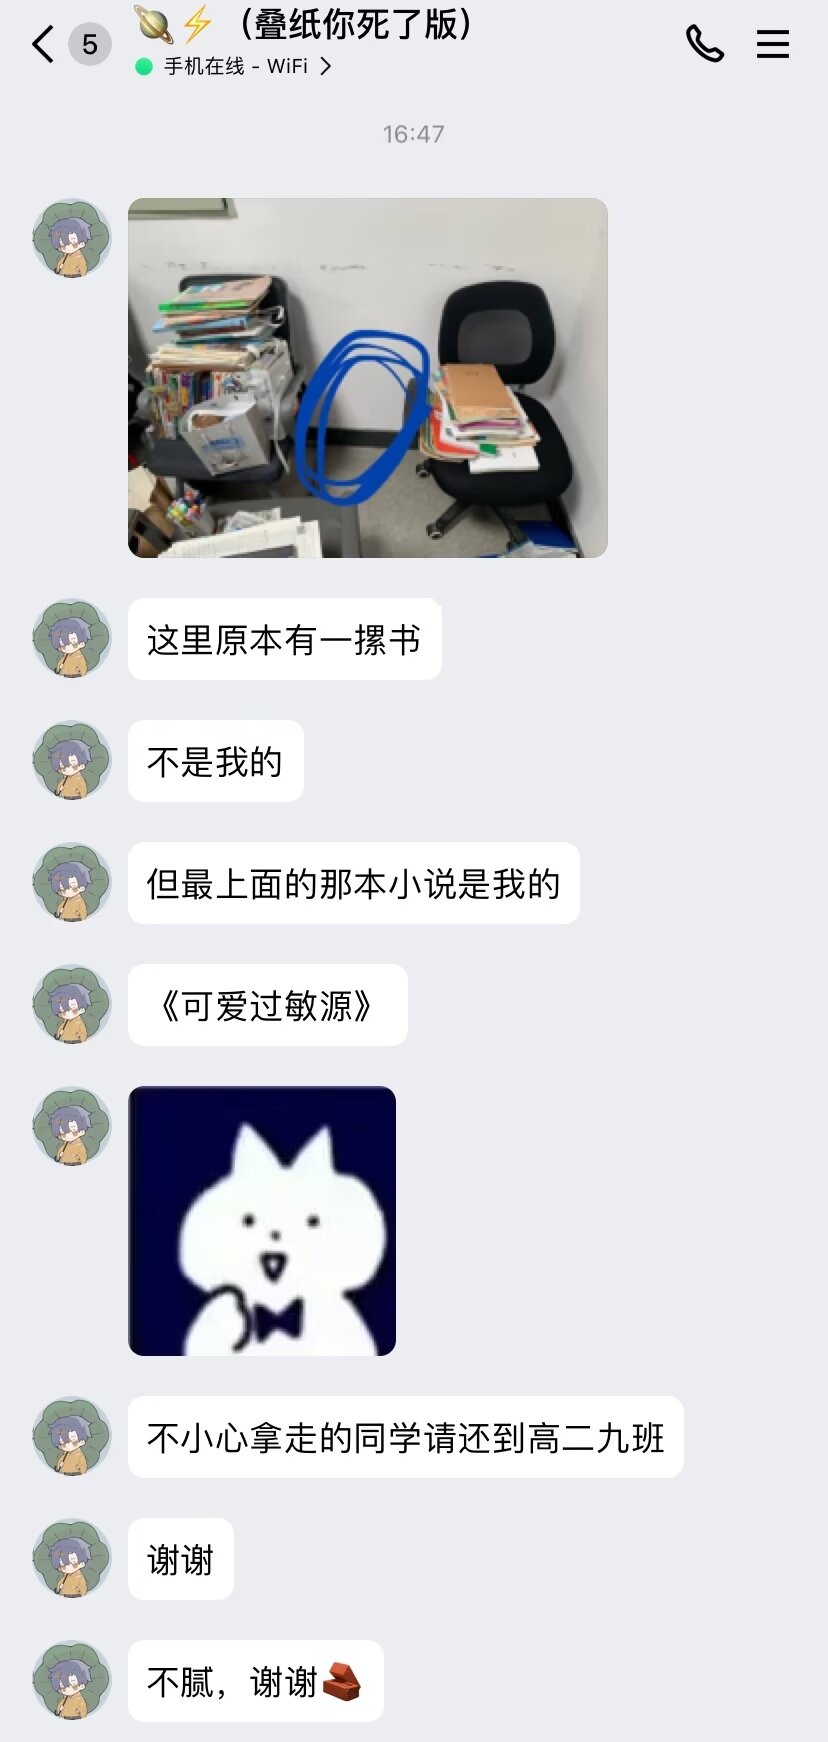 5
（叠纸你死了版）
手机在线 - WiFi
16:47
这里原本有一摞书
不是我的
但最上面的那本小说是我的
《可爱过敏源》
不小心拿走的同学请还到高二九班
谢谢
不腻，谢谢